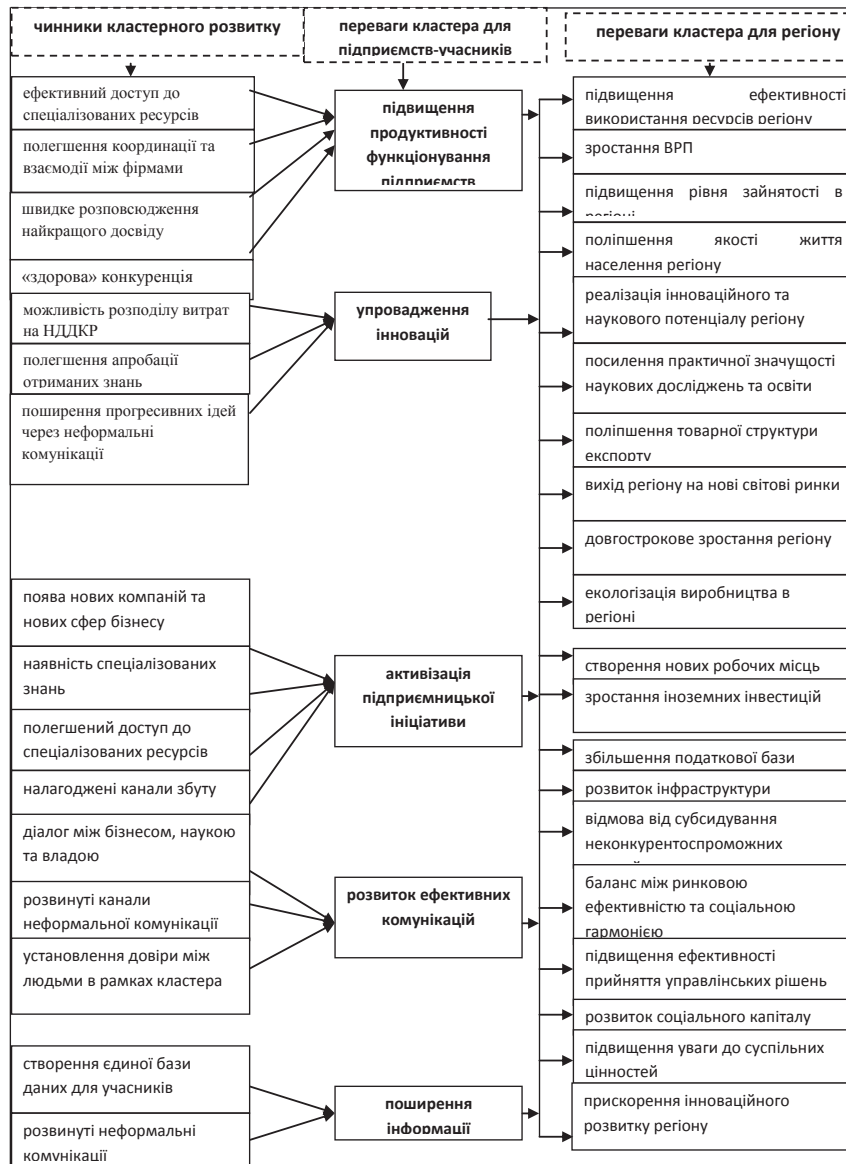 чинники кластерного розвитку
переваги кластера для
підприємств-учасників
переваги кластера для регіону
ефективний доступ до
спеціалізованих ресурсів
полегшення координації та
взаємодії між фірмами
швидке розповсюдження
найкращого досвіду
«здорова» конкуренція
можливість розподілу витрат
на НДДКР
полегшення апробації
отриманих знань
поширення прогресивних ідей
через неформальні
комунікації
поява нових компаній та
нових сфер бізнесу
наявність спеціалізованих
знань
полегшений доступ до
спеціалізованих ресурсів
налагоджені канали збуту
діалог між бізнесом, наукою
та владою
розвинуті канали
неформальної комунікації
установлення довіри між
людьми в рамках кластера
створення єдиної бази
даних для учасників
розвинуті неформальні
комунікації
підвищення
продуктивності
функціонування
підприємств
упровадження
інновацій
активізація
підприємницької
ініціативи
розвиток ефективних
комунікацій
поширення
інформації
підвищення ефективності
використання ресурсів регіону
зростання ВРП
підвищення рівня зайнятості в
регіоні
поліпшення якості життя
населення регіону
реалізація інноваційного та
наукового потенціалу регіону
посилення практичної значущості
наукових досліджень та освіти
поліпшення товарної структури
експорту
вихід регіону на нові світові ринки
довгострокове зростання регіону
екологізація виробництва в
регіоні
створення нових робочих місць
зростання іноземних інвестицій
збільшення податкової бази
розвиток інфраструктури
відмова від субсидування
неконкурентоспроможних
баланс між ринковою
ефективністю та соціальною
гармонією
підвищення ефективності
прийняття управлінських рішень
розвиток соціального капіталу
підвищення уваги до суспільних
цінностей
прискорення інноваційного
розвитку регіону